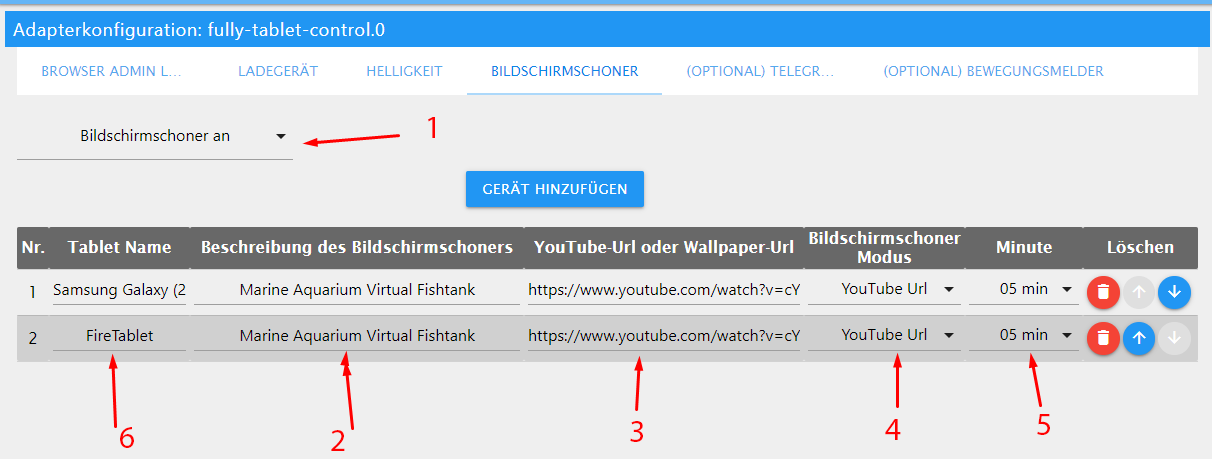 Adapterkonfiguration: fully-tablet-control.0
BROWSER ADMIN L... LADEGERÄT HELLIGKEIT BILDSCHIRMSCHONER (OPTIONAL) TELEGR... (OPTIONAL) BEWEGUNGSMELDER
Bildschirmschoner an 1
GERÄT HINZUFÜGEN
Nr. Tablet Name Beschreibung des Bildschirmschoners YouTube-Url oder Wallpaper-Url Bildschirmschoner Modus Minute Löschen
1 Samsung Galaxy (2 Marine Aquarium Virtual Fishtank https://www.youtube.com/watch?v=cY YouTube Url 05 min
2 FireTablet Marine Aquarium Virtual Fishtank https://www.youtube.com/watch?v=cY YouTube Url 05 min
6 2 3 4 5